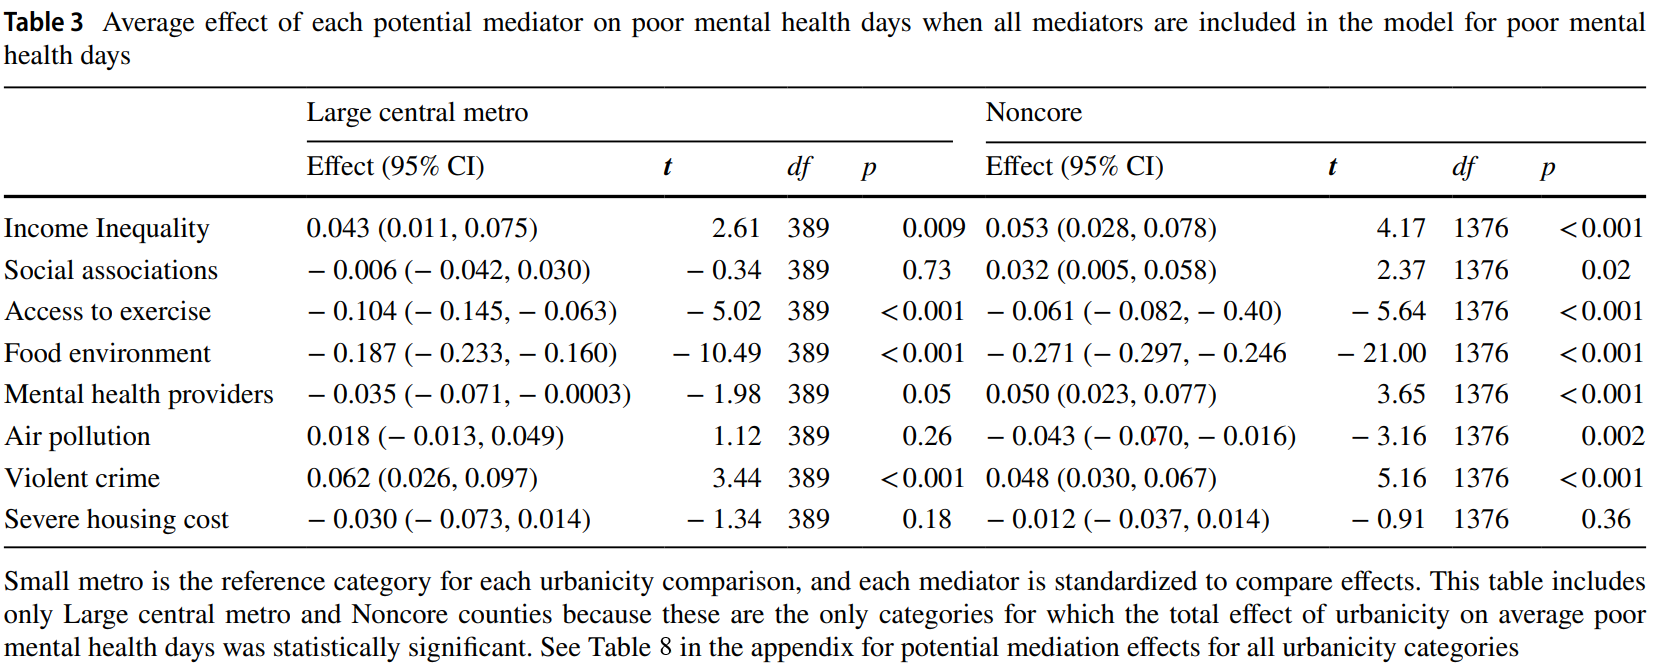 Table 3 Average effect of each potential mediator on poor mental health days when all mediators are included in the model for poor mental
health days
Large central metro Noncore
Effect (95% CI) t df p Effect (95% CI) t df p
Income Inequality 0.043 (0.011, 0.075) 2.61 389 0.009 0.053 (0.028, 0.078) 4.17 1376 <0.001
Social associations − 0.006 (− 0.042, 0.030) − 0.34 389 0.73 0.032 (0.005, 0.058) 2.37 1376 0.02
Access to exercise − 0.104 (− 0.145, − 0.063) − 5.02 389 <0.001 − 0.061 (− 0.082, − 0.40) − 5.64 1376 <0.001
Food environment − 0.187 (− 0.233, − 0.160) − 10.49 389 <0.001 − 0.271 (− 0.297, − 0.246 − 21.00 1376 <0.001
Mental health providers − 0.035 (− 0.071, − 0.0003) − 1.98 389 0.05 0.050 (0.023, 0.077) 3.65 1376 <0.001
Air pollution 0.018 (− 0.013, 0.049) 1.12 389 0.26 − 0.043 (− 0.070, − 0.016) − 3.16 1376 0.002
Violent crime 0.062 (0.026, 0.097) 3.44 389 <0.001 0.048 (0.030, 0.067) 5.16 1376 <0.001
Severe housing cost − 0.030 (− 0.073, 0.014) − 1.34 389 0.18 − 0.012 (− 0.037, 0.014) − 0.91 1376 0.36
Small metro is the reference category for each urbanicity comparison, and each mediator is standardized to compare effects. This table includes
only Large central metro and Noncore counties because these are the only categories for which the total effect of urbanicity on average poor
mental health days was statistically significant. See Table 8 in the appendix for potential mediation effects for all urbanicity categories